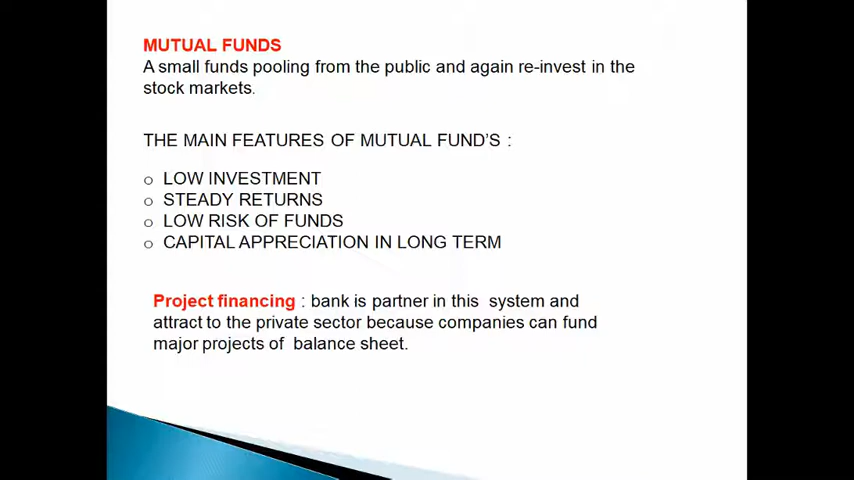 MUTUAL FUNDS
A small funds pooling from the public and again re-invest in the
stock markets.
THE MAIN FEATURES OF MUTUAL FUND'S :
o LOW INVESTMENT
o STEADY RETURNS
o LOW RISK OF FUNDS
o CAPITAL APPRECIATION IN LONG TERM
Project financing : bank is partner in this system and
attract to the private sector because companies can fund
major projects of balance sheet.